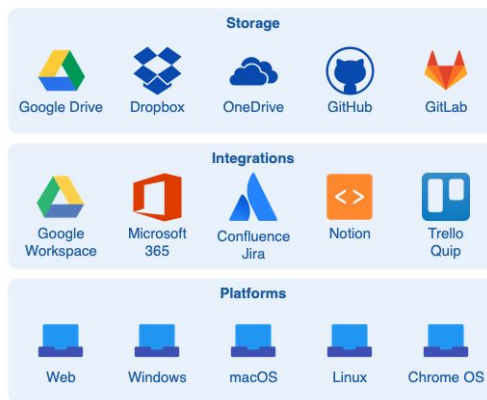 Storage
Google Drive
Dropbox
OneDrive
GitHub
GitLab
Integrations
Google
Workspace
Microsoft
365
Confluence
Jira
Notion
Trello
Quip
Platforms
Web
Windows
macOS
Linux
Chrome OS